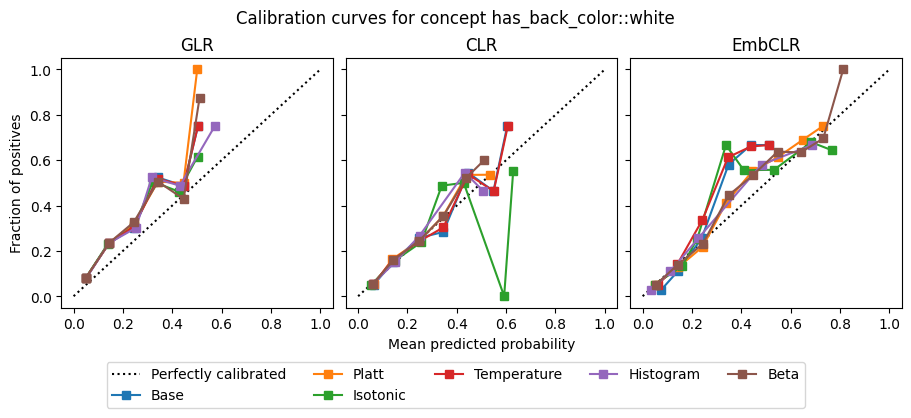 Calibration curves for concept has_back_color::white
GLR
CLR
EmbCLR
Fraction of positives
1.0
0.8
0.6
0.4
0.2
0.0
0.0 0.2 0.4 0.6 0.8 1.0
0.0 0.2 0.4 0.6 0.8 1.0
0.0 0.2 0.4 0.6 0.8 1.0
Mean predicted probability
Perfectly calibrated Platt Temperature Histogram Beta
Base Isotonic